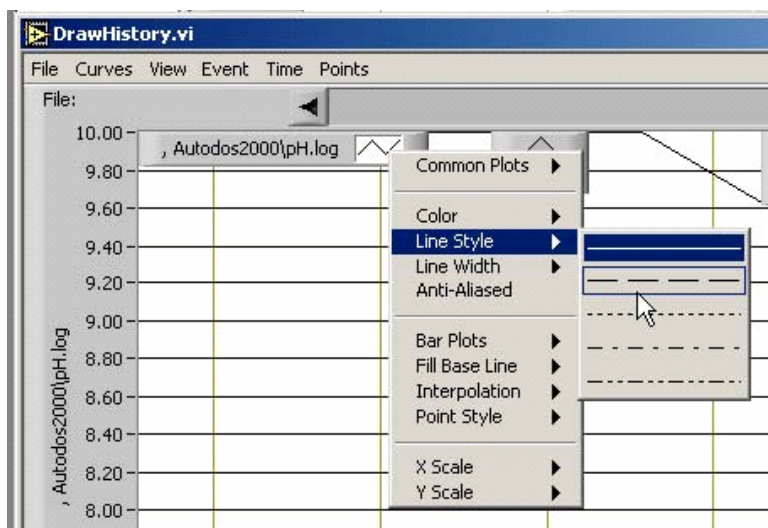 DrawHistory.vi
File Curves View Event Time Points
File:
10.00
, Autodos2000\pH.log
9.80
9.60
9.40
9.20
9.00
8.80
8.60
8.40
8.20
8.00
, Autodos2000\pH.log
Common Plots
Color
Line Style
Line Width
Anti-Aliased
Bar Plots
Fill Base Line
Interpolation
Point Style
X Scale
Y Scale